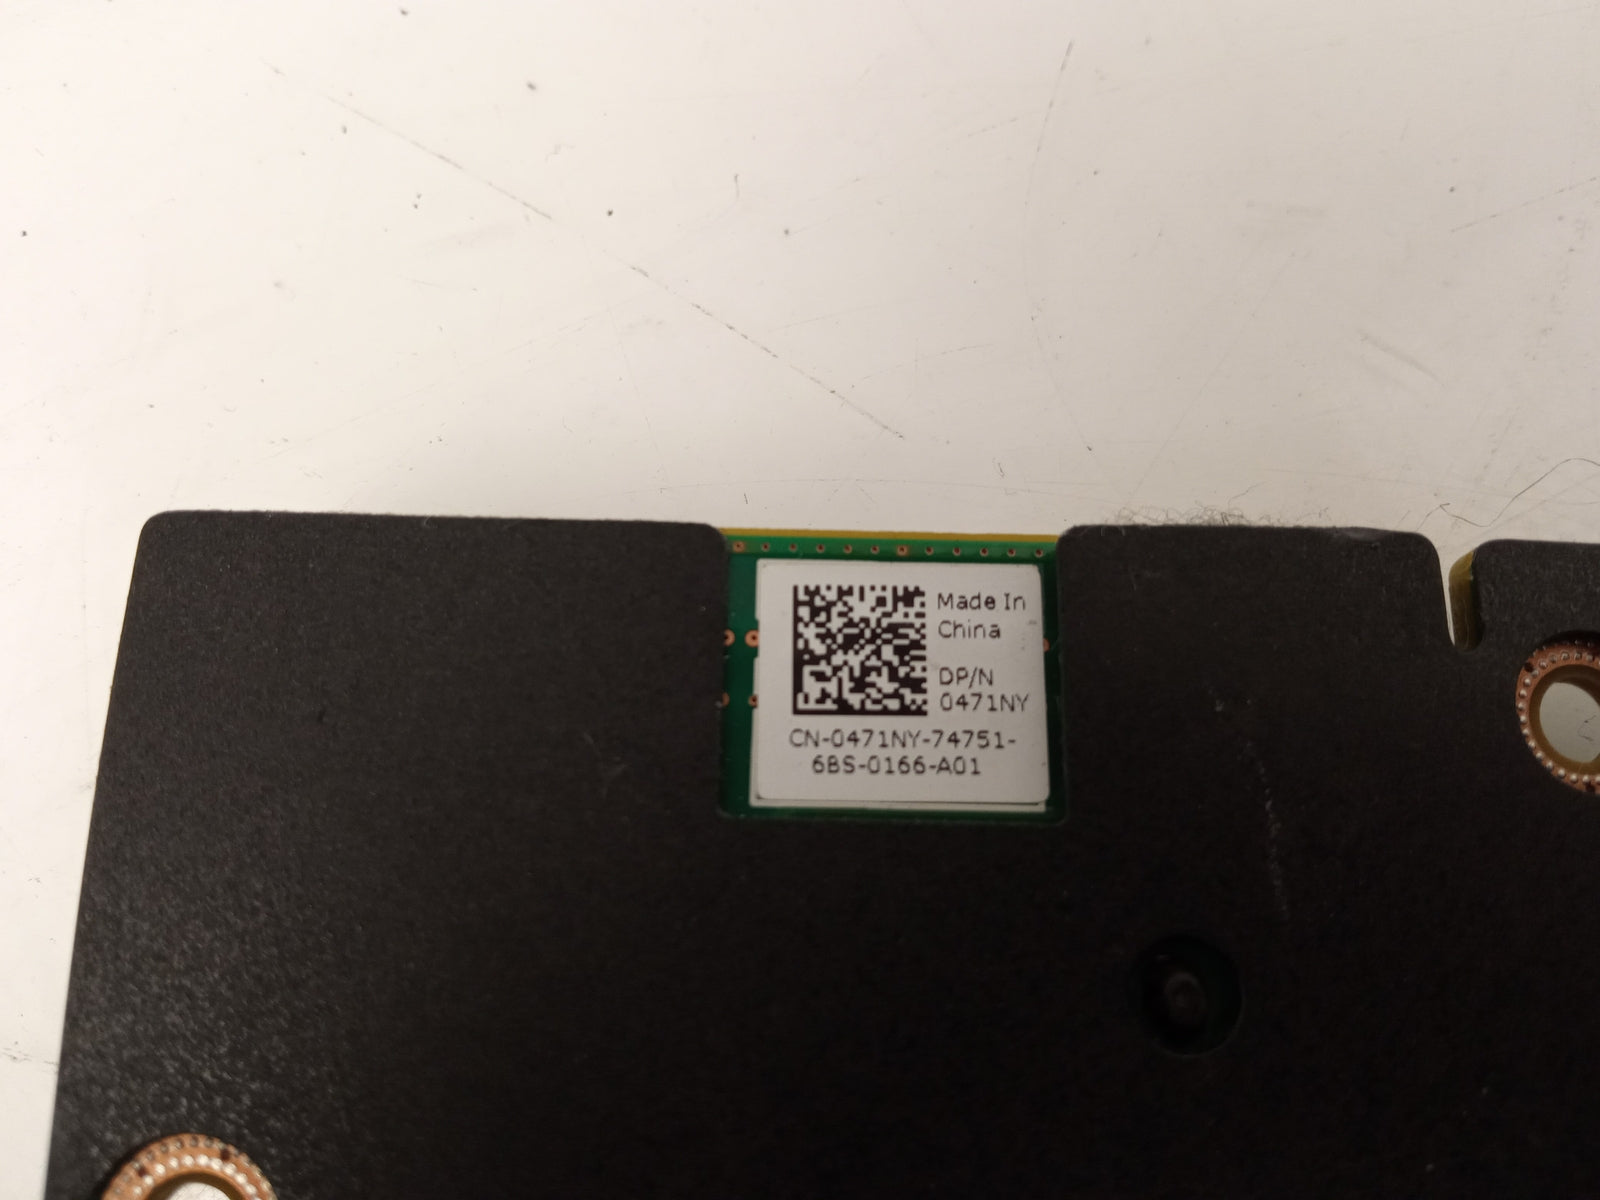 Made In
China
DP/N
0471NY
CN-0471NY-74751-
6BS-0166-A01